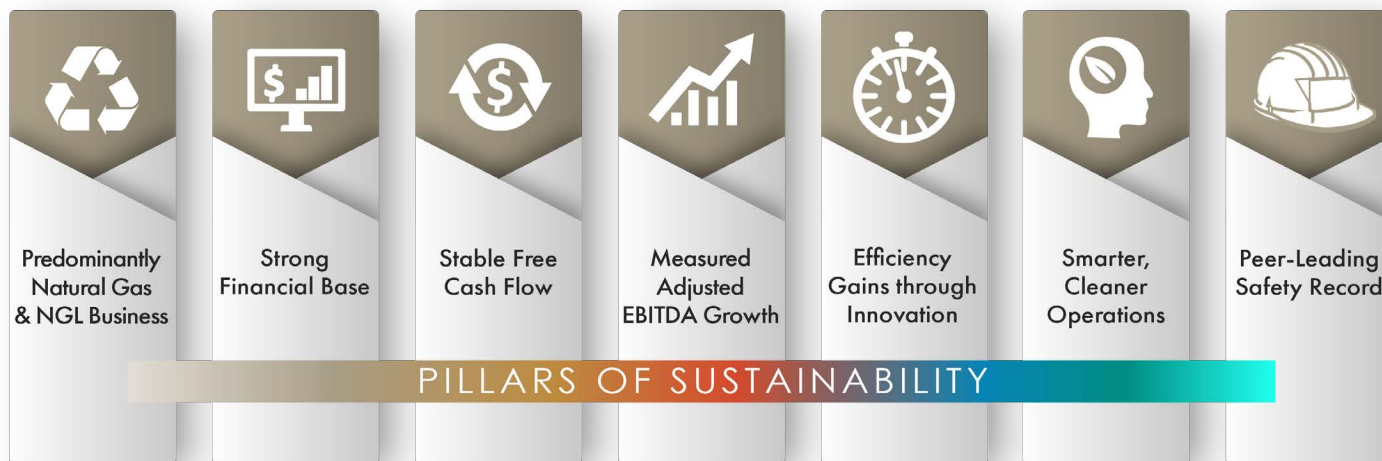 Predominantly
Natural Gas
& NGL Business
Strong
Financial Base
Stable Free
Cash Flow
Measured
Adjusted
EBITDA Growth
Efficiency
Gains through
Innovation
Smarter,
Cleaner
Operations
Peer-Leading
Safety Record
PILLARS OF SUSTAINABILITY